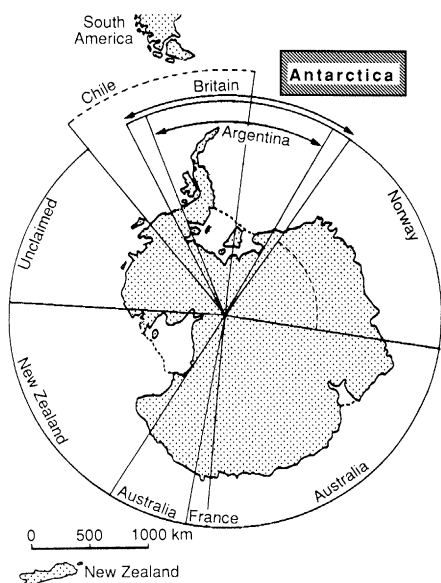 South
America
Antarctica
Chile
Britain
Argentina
Unclaimed
Norway
New Zealand
Australia
France
Australia
0 500 1000 km
New Zealand